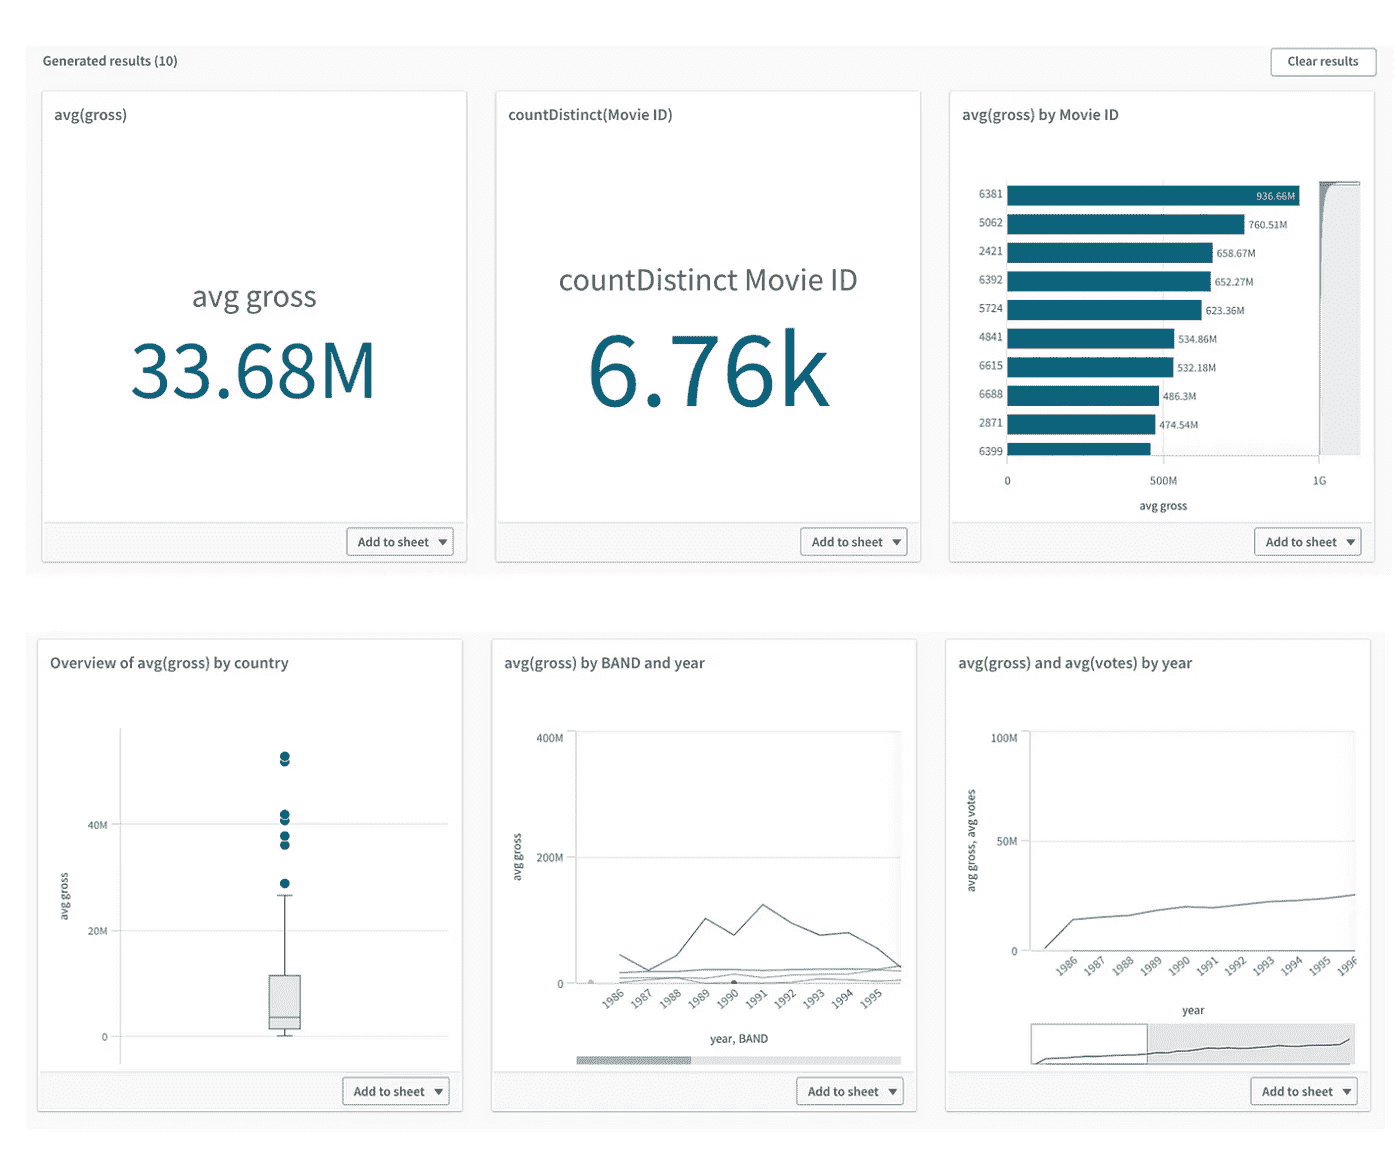 Generated results (10)
Clear results
avg(gross)
avg gross
33.68M
Add to sheet
countDistinct(Movie ID)
countDistinct Movie ID
6.76k
Add to sheet
avg(gross) by Movie ID
6381
936.66M
5062
760.51M
2421
658.67M
6392
652.27M
5724
623.36M
4841
534.86M
6615
532.18M
6688
486.3M
2871
474.54M
6399
0
500M
1G
avg gross
Add to sheet
Overview of avg(gross) by country
avg gross
40M
20M
0
Add to sheet
avg(gross) by BAND and year
avg gross
400M
200M
0
1986
1987
1988
1989
1990
1991
1992
1993
1994
1995
year, BAND
Add to sheet
avg(gross) and avg(votes) by year
avg gross, avg votes
100M
50M
0
1986
1987
1988
1989
1990
1991
1992
1993
1994
1995
1996
year
Add to sheet